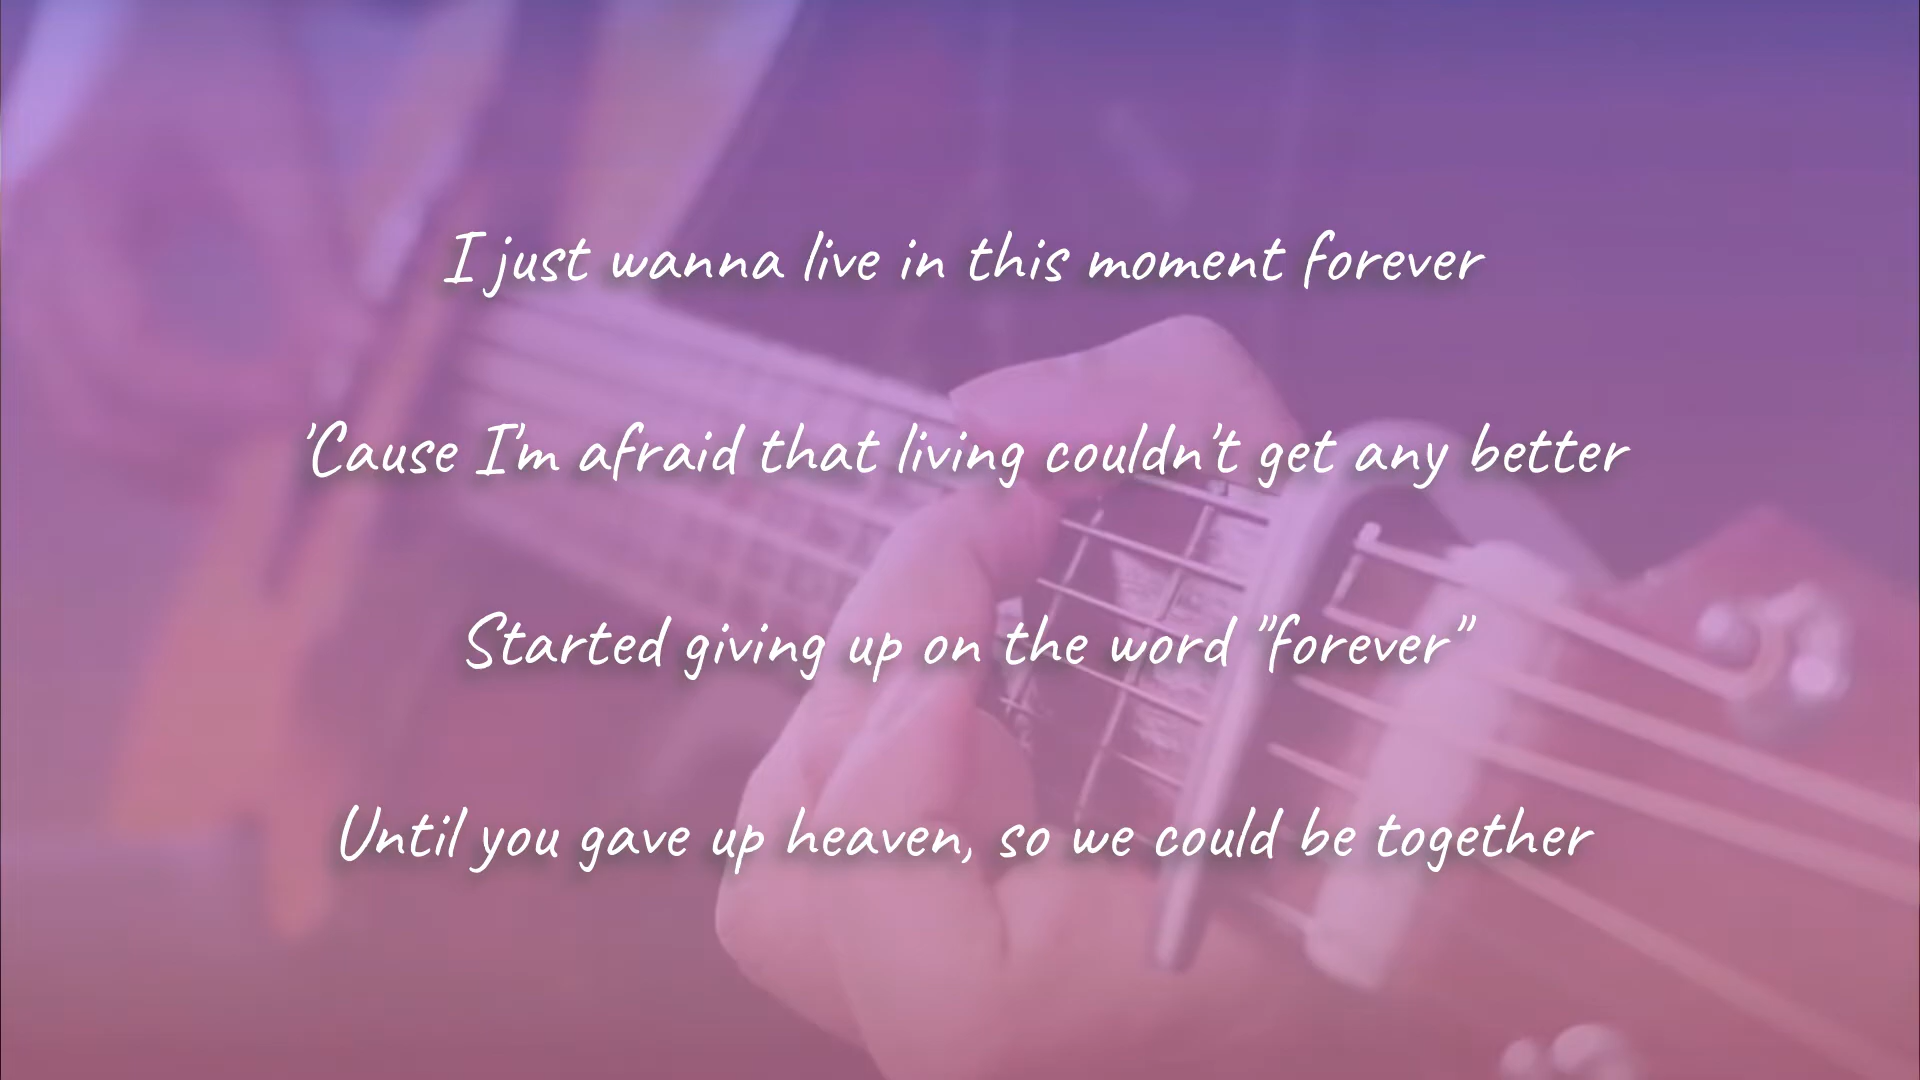 I just wanna live in this moment forever
'Cause I'm afraid that living couldn't get any better
Started giving up on the word "forever"
Until you gave up heaven, so we could be together